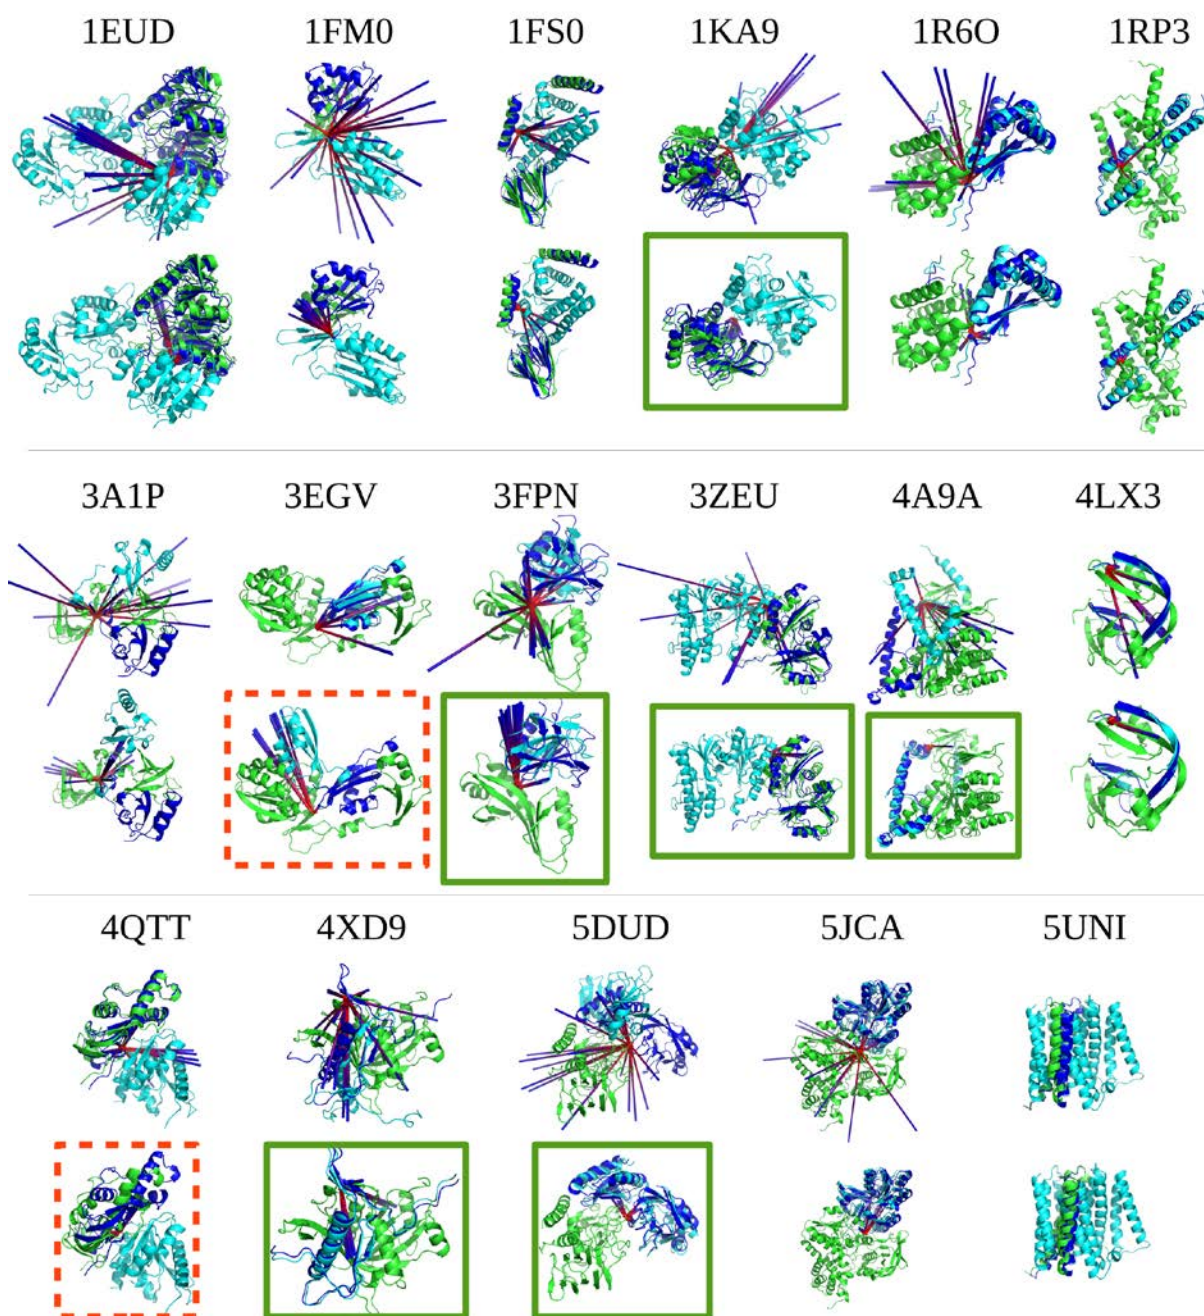 1EUD 1FM0 1FS0 1KA9 1R6O 1RP3
3A1P 3EGV 3FPN 3ZEU 4A9A 4LX3
4QTT 4XD9 5DUD 5JCA 5UNI